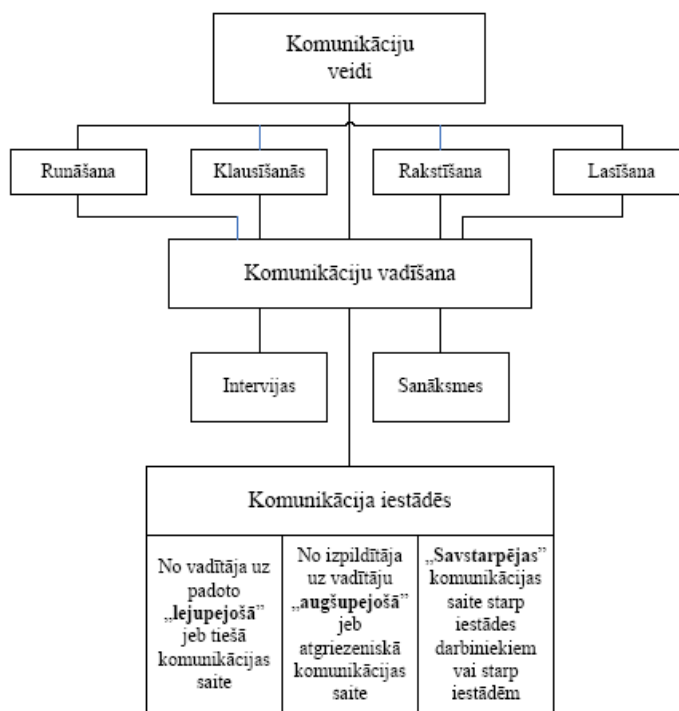 Komunikāciju
veidi
Runāšana
Klausīšanās
Rakstīšana
Lasīšana
Komunikāciju vadīšana
Intervijas
Sanāksmes
Komunikācija iestādēs
No vadītāja uz
padoto
„lejupejošā”
jeb tiešā
komunikācijas
saite
No izpildītāja
uz vadītāju
„augšupejošā”
jeb
atgriezeniskā
komunikācijas
saite
„Savstarpējas”
komunikācijas
saite starp
iestādes
darbiniekiem
vai starp
iestādēm